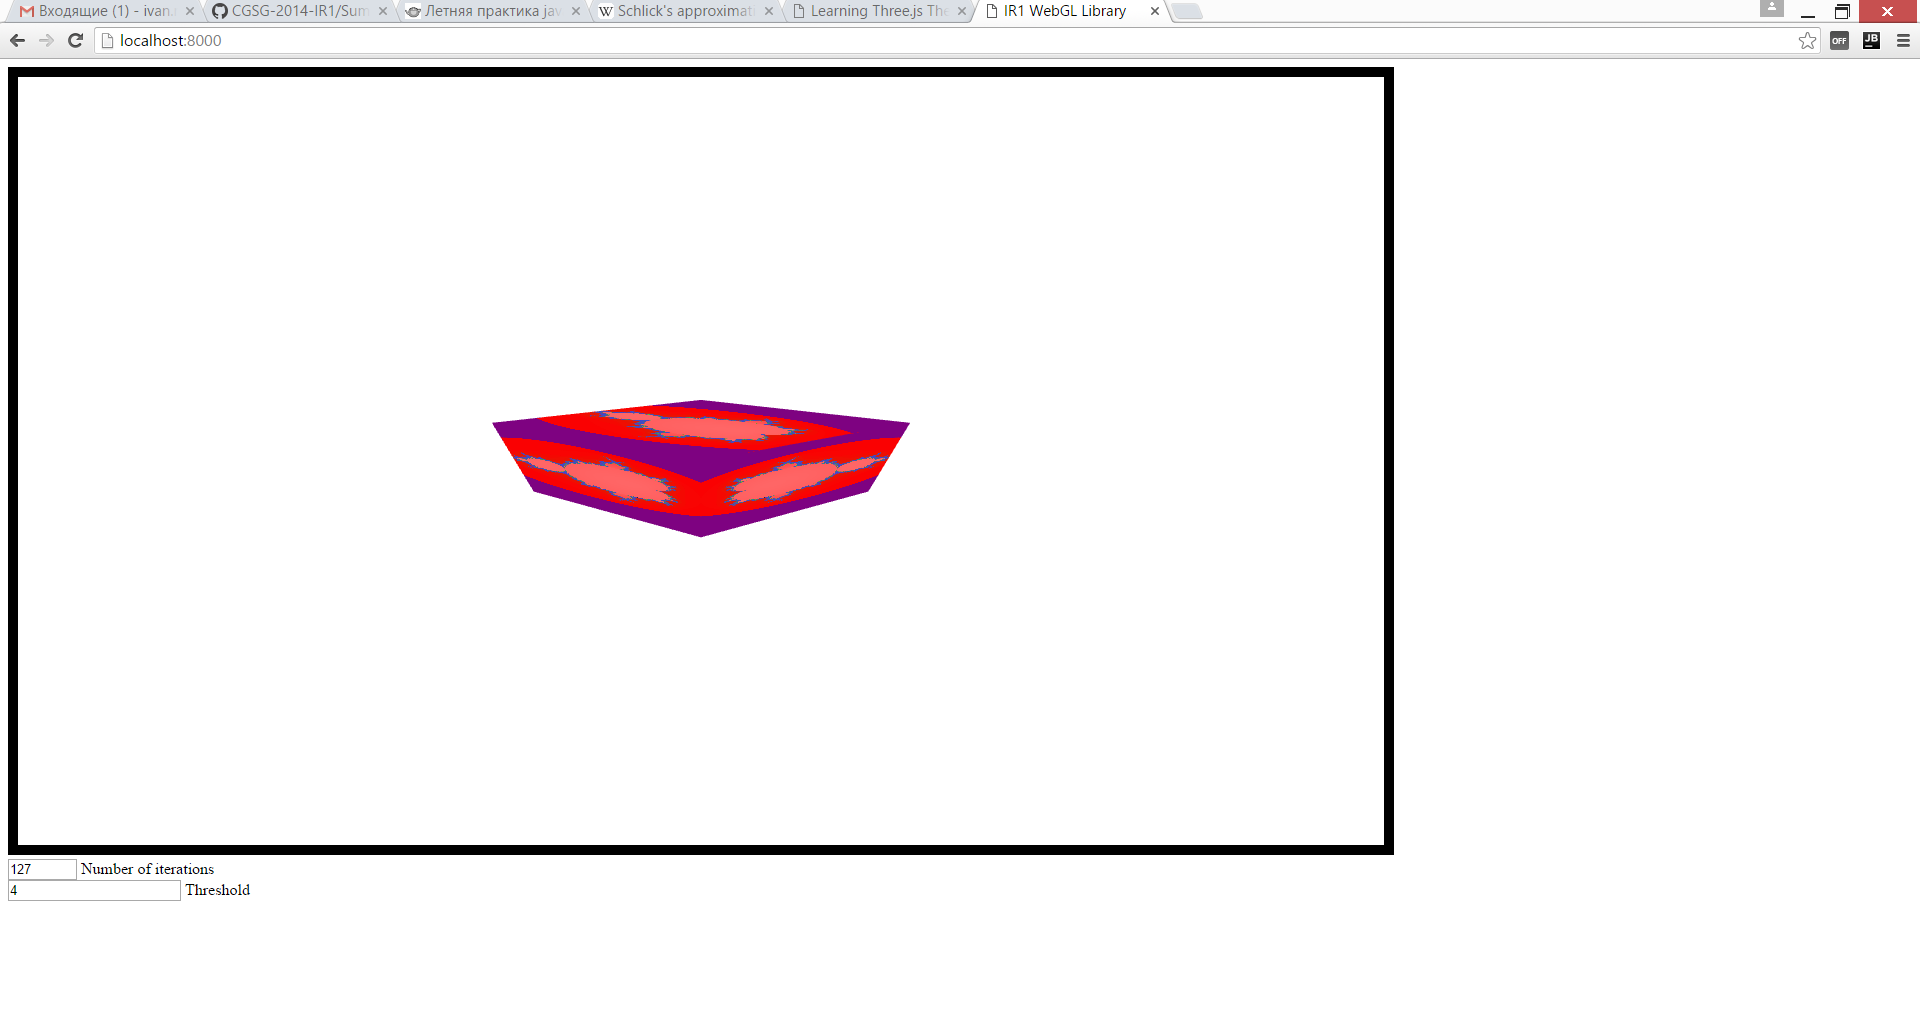 Входящие (1) - ivan. CGSG-2014-IR1/Sum Летняя практика jav Schlick's approximat Learning Three.js The IR1 WebGL Library
localhost:8000 OFF JB
127 Number of iterations
4 Threshold